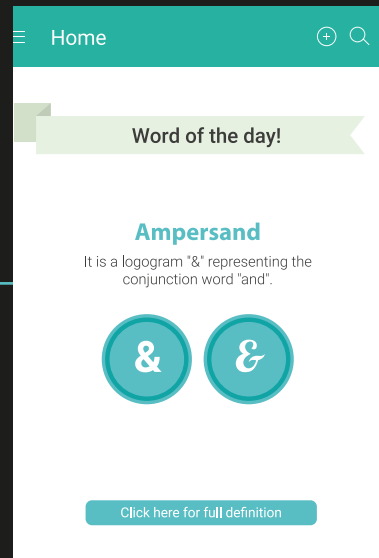 Home
Word of the day!
Ampersand
It is a logogram "&" representing the
conjunction word "and".
& &
Click here for full definition